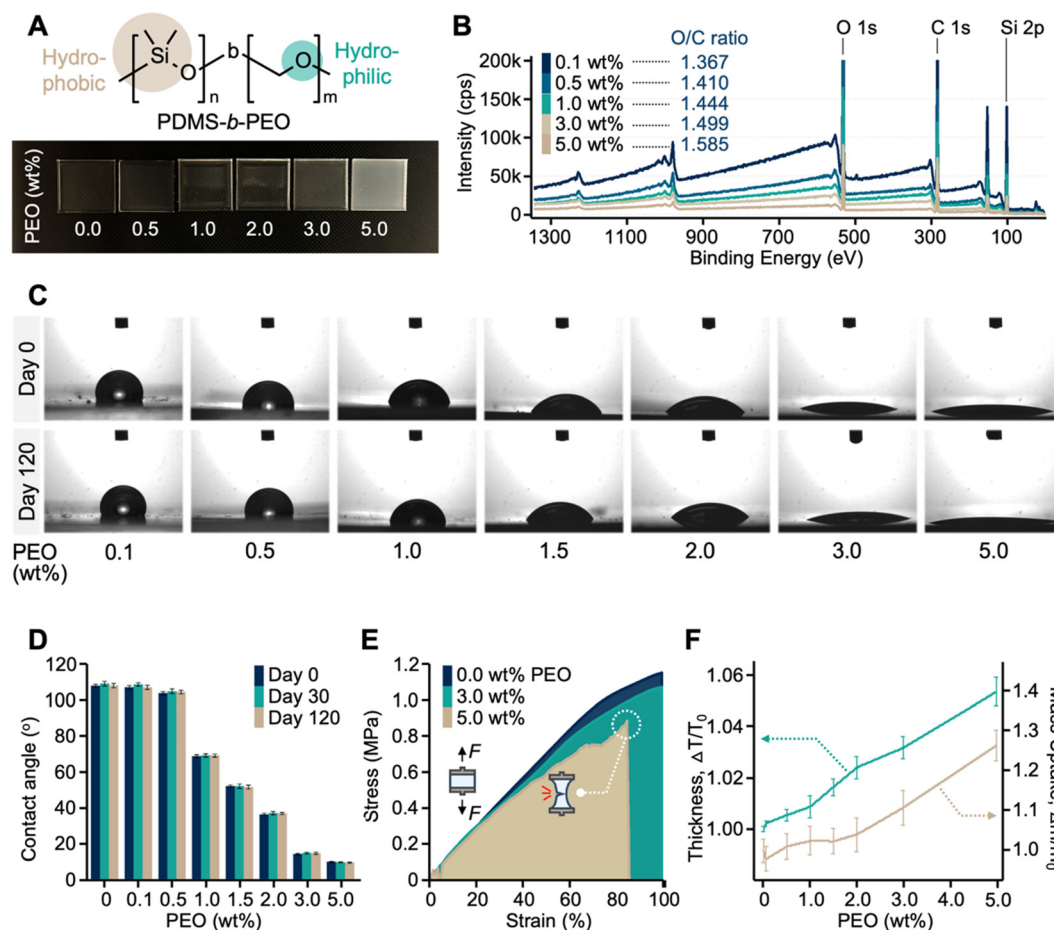 A
Hydro-
phobic
Si
O
n
b
O
m
Hydro-
philic
PDMS-b-PEO
PEO (wt%)
0.0 0.5 1.0 2.0 3.0 5.0
B
O/C ratio
O 1s C 1s Si 2p
0.1 wt% 1.367
0.5 wt% 1.410
1.0 wt% 1.444
3.0 wt% 1.499
5.0 wt% 1.585
Intensity (cps)
200k
150k
100k
50k
0
1300 1100 900 700 500 300 100
Binding Energy (eV)
C
Day 0
Day 120
PEO
(wt%)
0.1 0.5 1.0 1.5 2.0 3.0 5.0
D
Contact angle (°)
120
100
80
60
40
20
0
Day 0
Day 30
Day 120
0 0.1 0.5 1.0 1.5 2.0 3.0 5.0
PEO (wt%)
E
Stress (MPa)
1.2
1.0
0.8
0.6
0.4
0.2
0
0.0 wt% PEO
3.0 wt%
5.0 wt%
F
F
0 20 40 60 80 100
Strain (%)
F
Thickness, ΔT/T0
1.06
1.04
1.02
1.00
1.4
1.3
1.2
1.1
1.0
0 1.0 2.0 3.0 4.0 5.0
PEO (wt%)